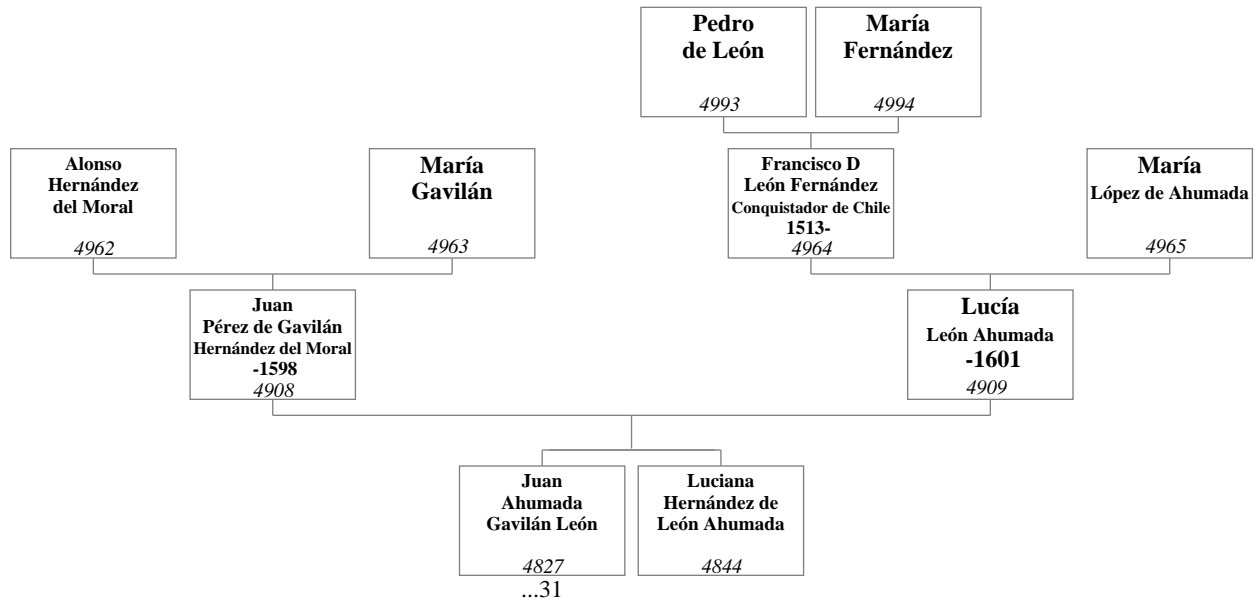 Pedro
de León
4993
María
Fernández
4994
Alonso
Hernández
del Moral
4962
María
Gavilán
4963
Francisco D
León Fernández
Conquistador de Chile
1513-
4964
María
López de Ahumada
4965
Juan
Pérez de Gavilán
Hernández del Moral
-1598
4908
Lucía
León Ahumada
-1601
4909
Juan
Ahumada
Gavilán León
4827
...31
Luciana
Hernández de
León Ahumada
4844